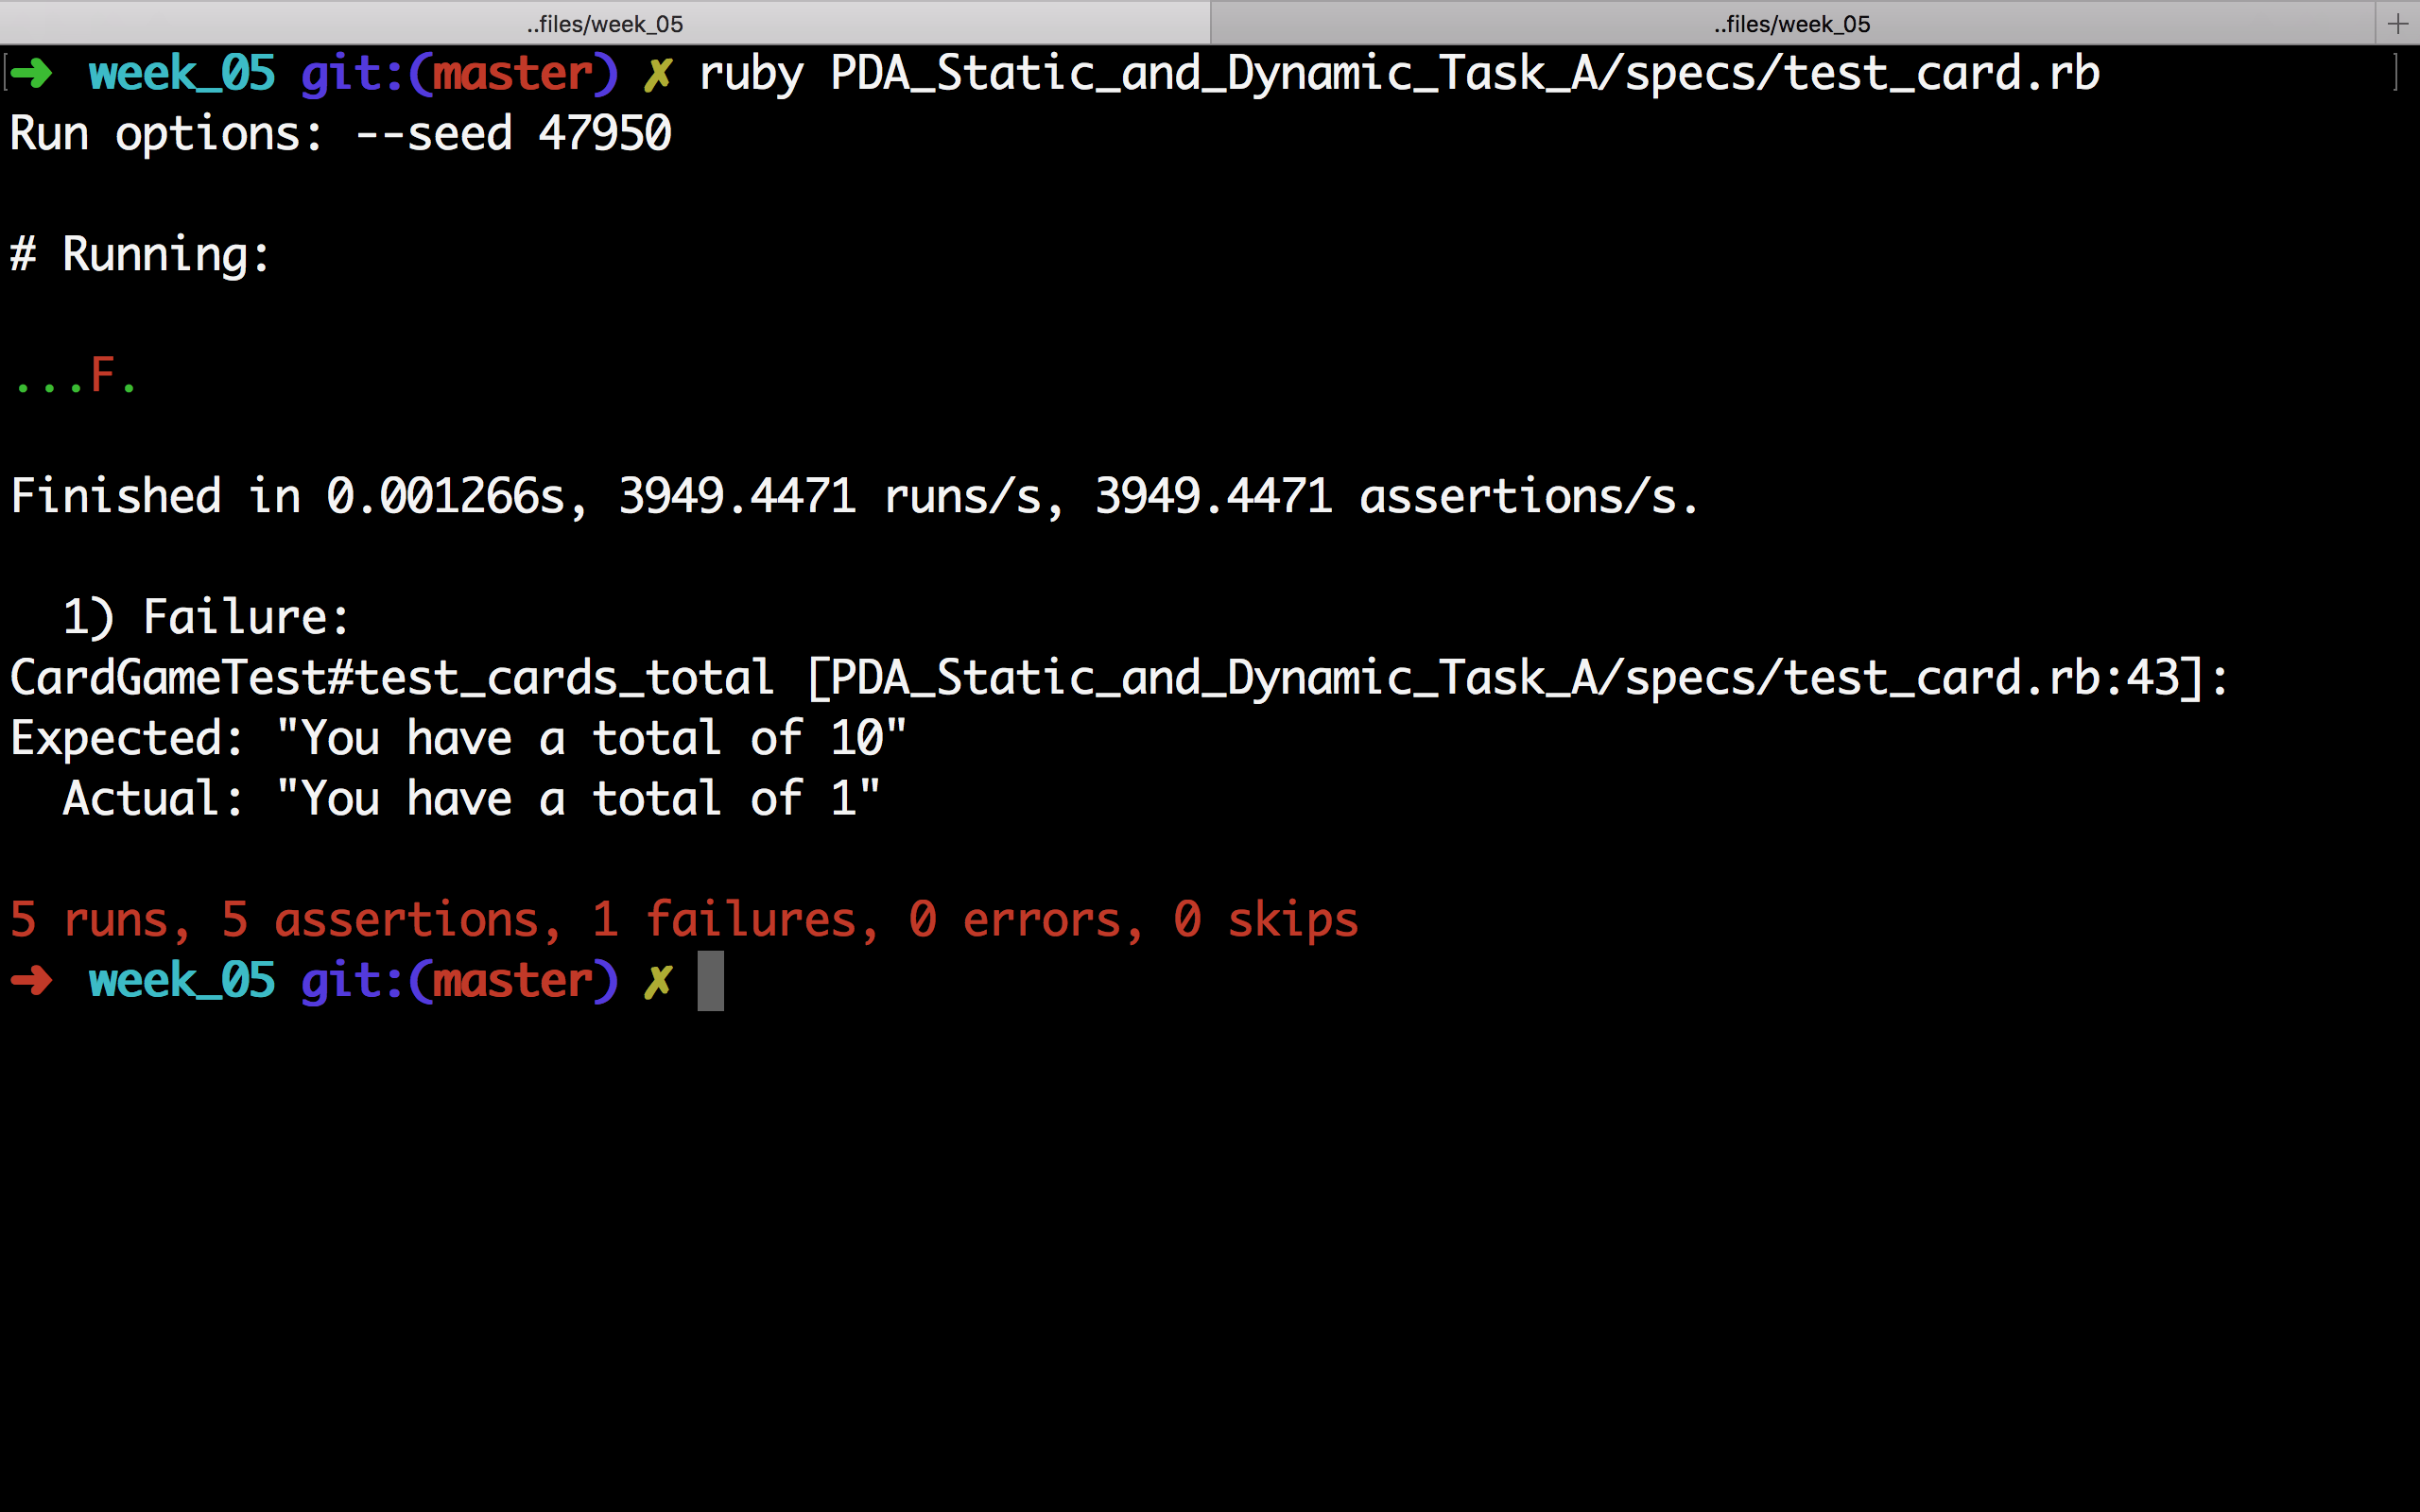 ..files/week_05 ..files/week_05 +
[➜ week_05 git:(master) ✗ ruby PDA_Static_and_Dynamic_Task_A/specs/test_card.rb ]
Run options: --seed 47950
# Running:
...F.
Finished in 0.001266s, 3949.4471 runs/s, 3949.4471 assertions/s.
1) Failure:
CardGameTest#test_cards_total [PDA_Static_and_Dynamic_Task_A/specs/test_card.rb:43]:
Expected: "You have a total of 10"
Actual: "You have a total of 1"
5 runs, 5 assertions, 1 failures, 0 errors, 0 skips
➜ week_05 git:(master) ✗